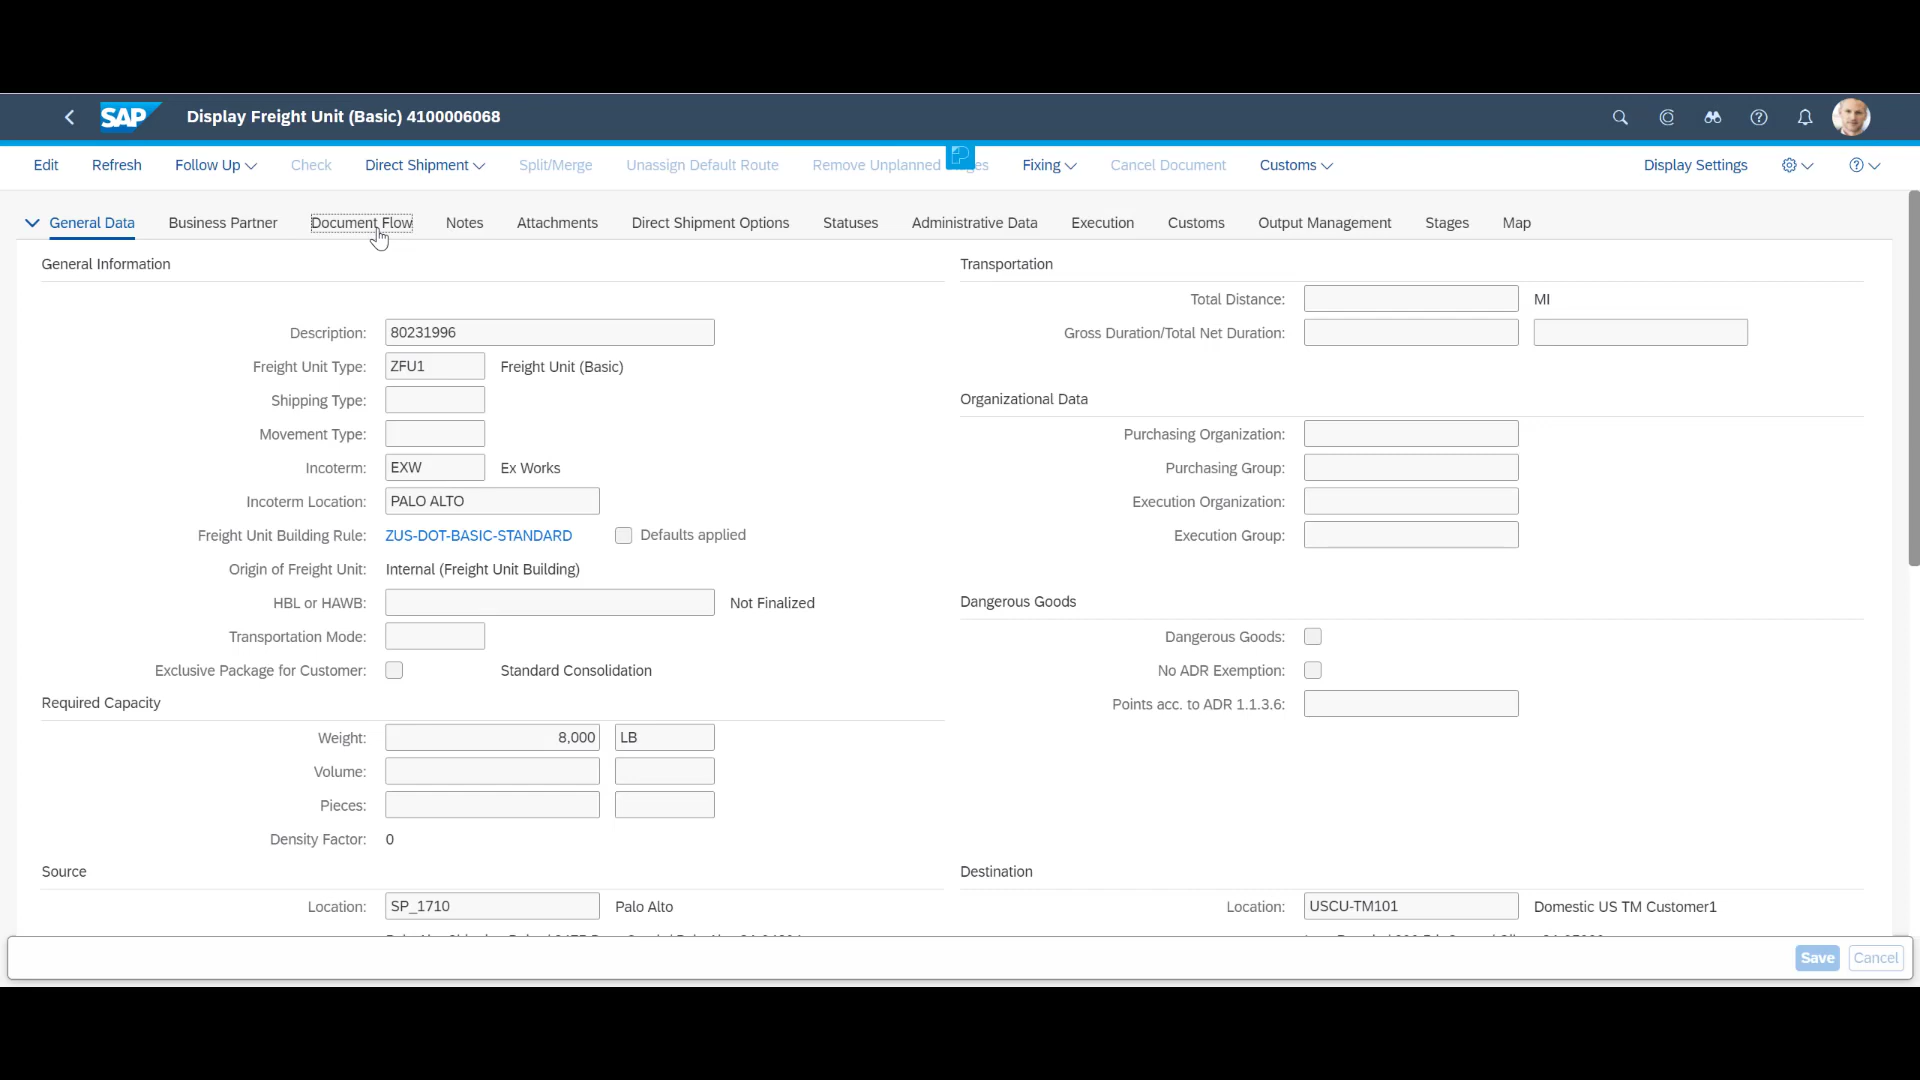 SAP Display Freight Unit (Basic) 4100006068
Edit Refresh Follow Up Check Direct Shipment Split/Merge Unassign Default Route Remove Unplanned Fixing Cancel Document Customs Display Settings
General Data Business Partner Document Flow Notes Attachments Direct Shipment Options Statuses Administrative Data Execution Customs Output Management Stages Map
General Information
Description: 80231996
Freight Unit Type: ZFU1 Freight Unit (Basic)
Shipping Type:
Movement Type:
Incoterm: EXW Ex Works
Incoterm Location: PALO ALTO
Freight Unit Building Rule: ZUS-DOT-BASIC-STANDARD Defaults applied
Origin of Freight Unit: Internal (Freight Unit Building)
HBL or HAWB: Not Finalized
Transportation Mode:
Exclusive Package for Customer: Standard Consolidation
Required Capacity
Weight: 8,000 LB
Volume:
Pieces:
Density Factor: 0
Source
Location: SP_1710 Palo Alto
Transportation
Total Distance: MI
Gross Duration/Total Net Duration:
Organizational Data
Purchasing Organization:
Purchasing Group:
Execution Organization:
Execution Group:
Dangerous Goods
Dangerous Goods:
No ADR Exemption:
Points acc. to ADR 1.1.3.6:
Destination
Location: USCU-TM101 Domestic US TM Customer1
Save Cancel